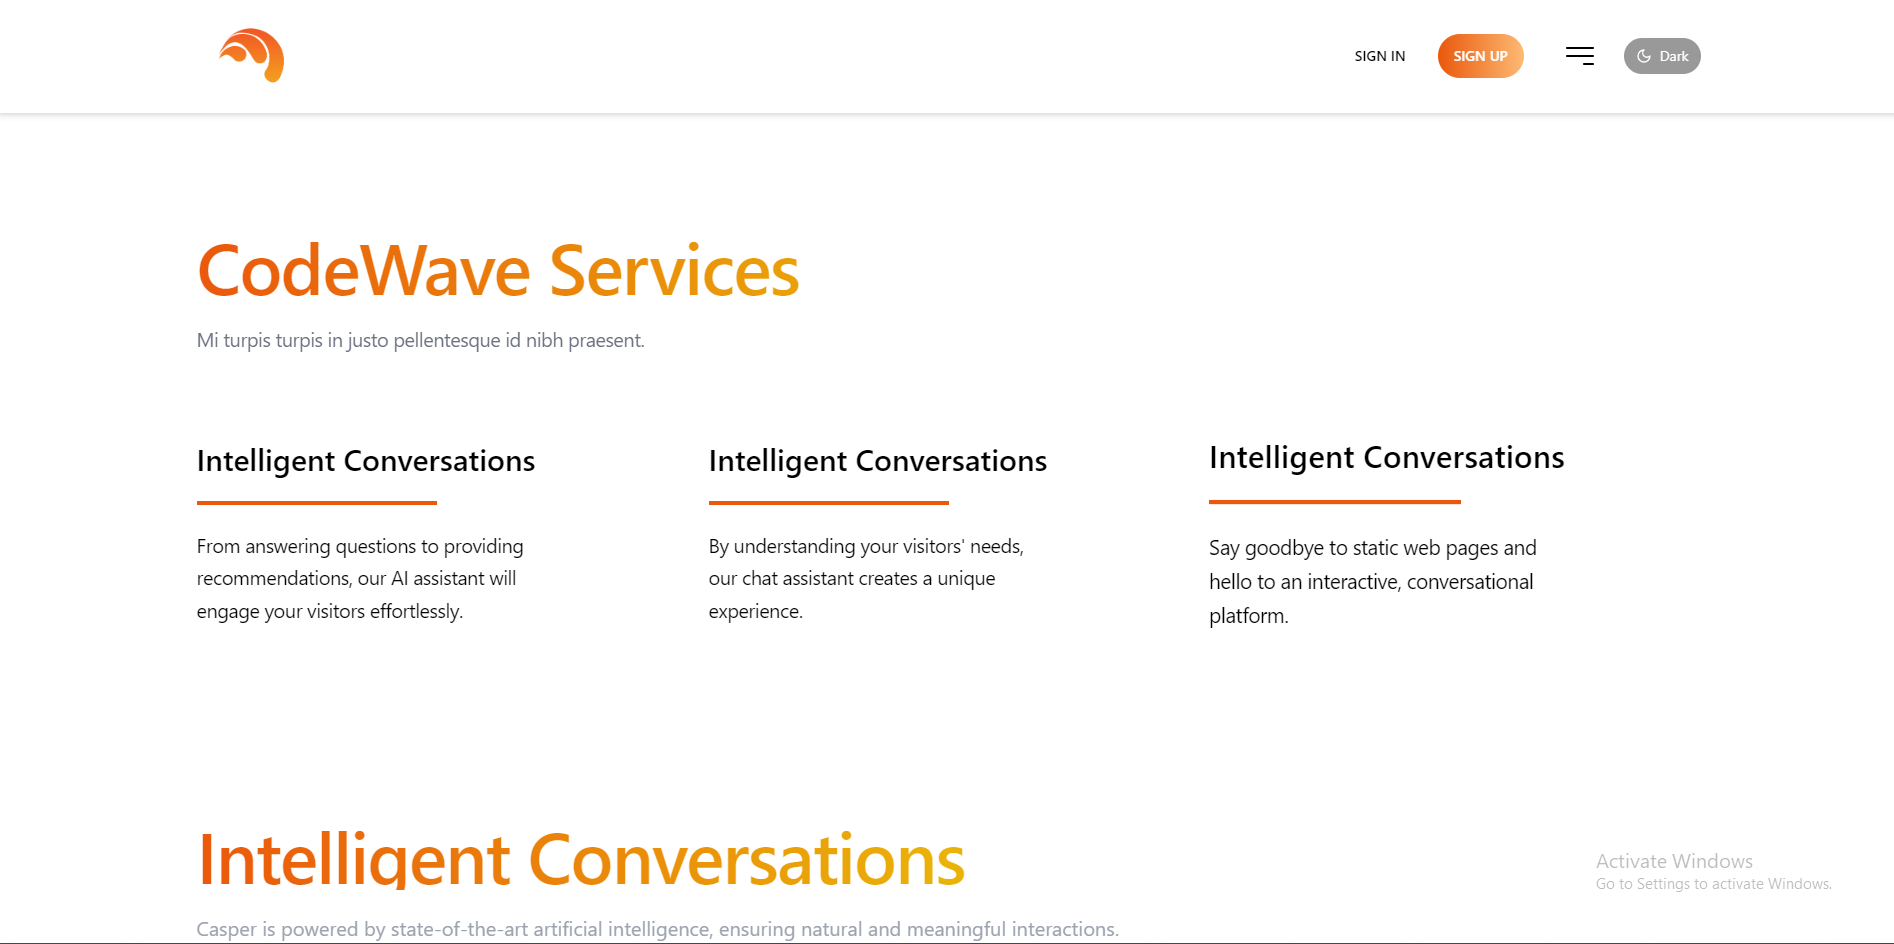 SIGN IN
SIGN UP
Dark
CodeWave Services
Mi turpis turpis in justo pellentesque id nibh praesent.
Intelligent Conversations
From answering questions to providing
recommendations, our AI assistant will
engage your visitors effortlessly.
Intelligent Conversations
By understanding your visitors' needs,
our chat assistant creates a unique
experience.
Intelligent Conversations
Say goodbye to static web pages and
hello to an interactive, conversational
platform.
Intelligent Conversations
Casper is powered by state-of-the-art artificial intelligence, ensuring natural and meaningful interactions.
Activate Windows
Go to Settings to activate Windows.